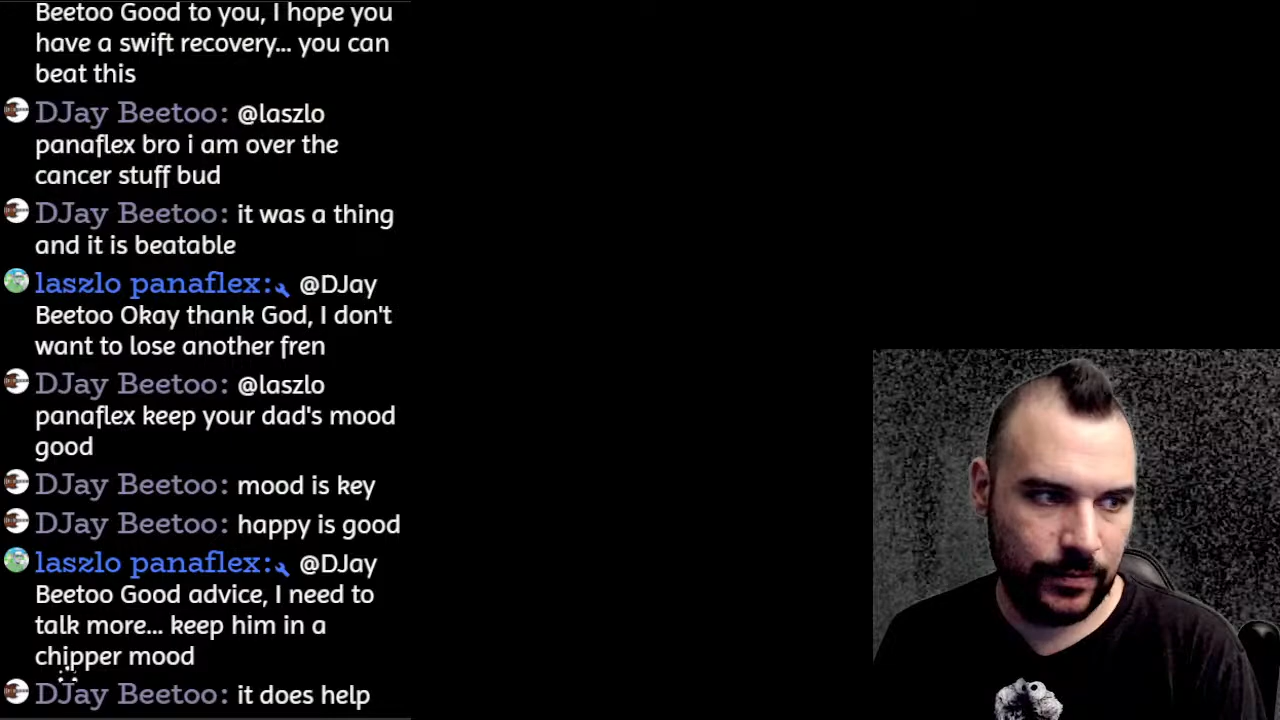 Beetoo Good to you, I hope you
have a swift recovery... you can
beat this
DJay Beetoo: @laszlo
panaflex bro i am over the
cancer stuff bud
DJay Beetoo: it was a thing
and it is beatable
laszlo panaflex: @DJay
Beetoo Okay thank God, I don't
want to lose another fren
DJay Beetoo: @laszlo
panaflex keep your dad's mood
good
DJay Beetoo: mood is key
DJay Beetoo: happy is good
laszlo panaflex: @DJay
Beetoo Good advice, I need to
talk more... keep him in a
chipper mood
DJay Beetoo: it does help